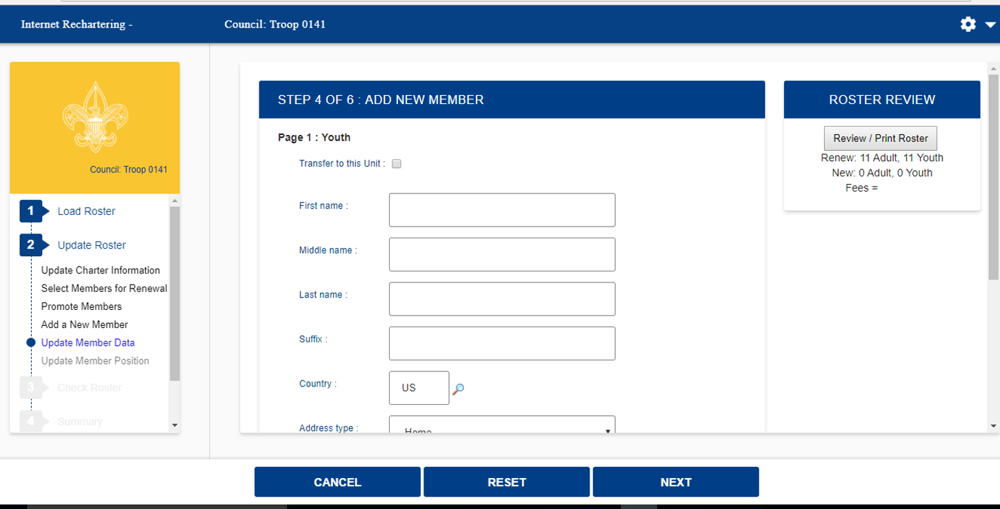 Internet Rechartering -
Council: Troop 0141
Council: Troop 0141
1 Load Roster
2 Update Roster
Update Charter Information
Select Members for Renewal
Promote Members
Add a New Member
Update Member Data
Update Member Position
3 Check Roster
4 Summary
STEP 4 OF 6 : ADD NEW MEMBER
Page 1 : Youth
Transfer to this Unit :
First name :
Middle name :
Last name :
Suffix :
Country : US
Address type : Home
ROSTER REVIEW
Review / Print Roster
Renew: 11 Adult, 11 Youth
New: 0 Adult, 0 Youth
Fees =
CANCEL RESET NEXT